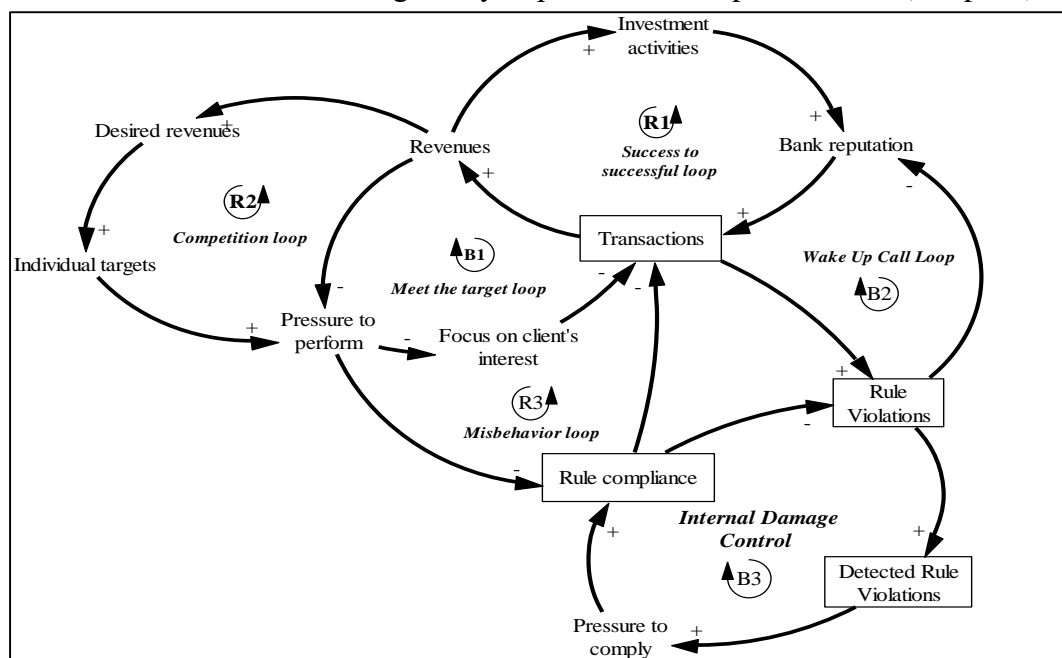 Investment
activities
+
+
Desired revenues
+
R1
+
Revenues
Bank reputation
Success to
successful loop
+
-
R2
+
Competition loop
B1
Transactions
Wake Up Call Loop
+
-
-
Individual targets
Meet the target loop
B2
-
+
Pressure to
perform
-
Focus on client's
interest
+
R3
Rule
Violations
Misbehavior loop
-
-
Rule compliance
Internal Damage
Control
+
+
B3
Detected Rule
Violations
Pressure to
comply
+